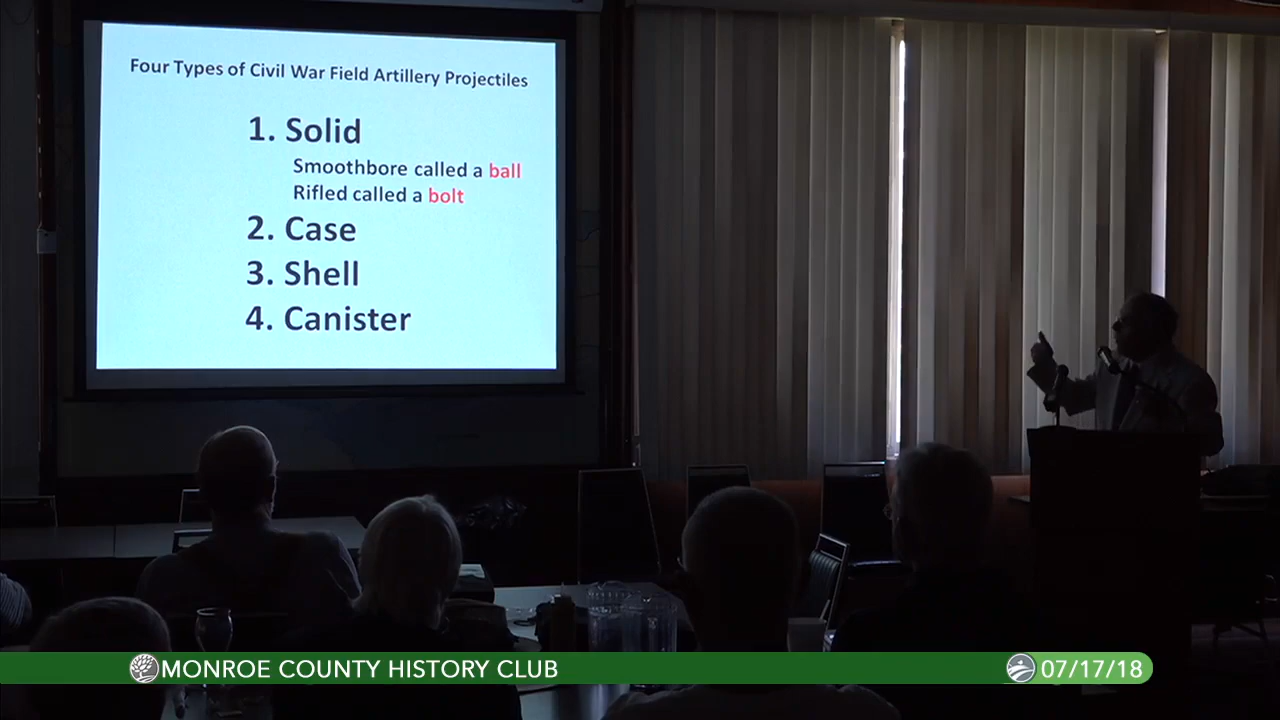 Four Types of Civil War Field Artillery Projectiles
1. Solid
Smoothbore called a ball
Rifled called a bolt
2. Case
3. Shell
4. Canister
MONROE COUNTY HISTORY CLUB
07/17/18